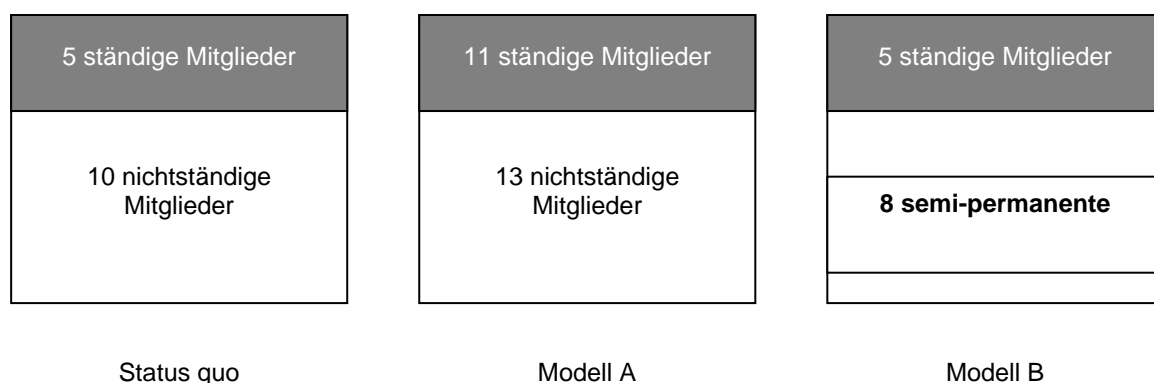 5 ständige Mitglieder
10 nichtständige
Mitglieder
Status quo
11 ständige Mitglieder
13 nichtständige
Mitglieder
Modell A
5 ständige Mitglieder
8 semi-permanente
Modell B